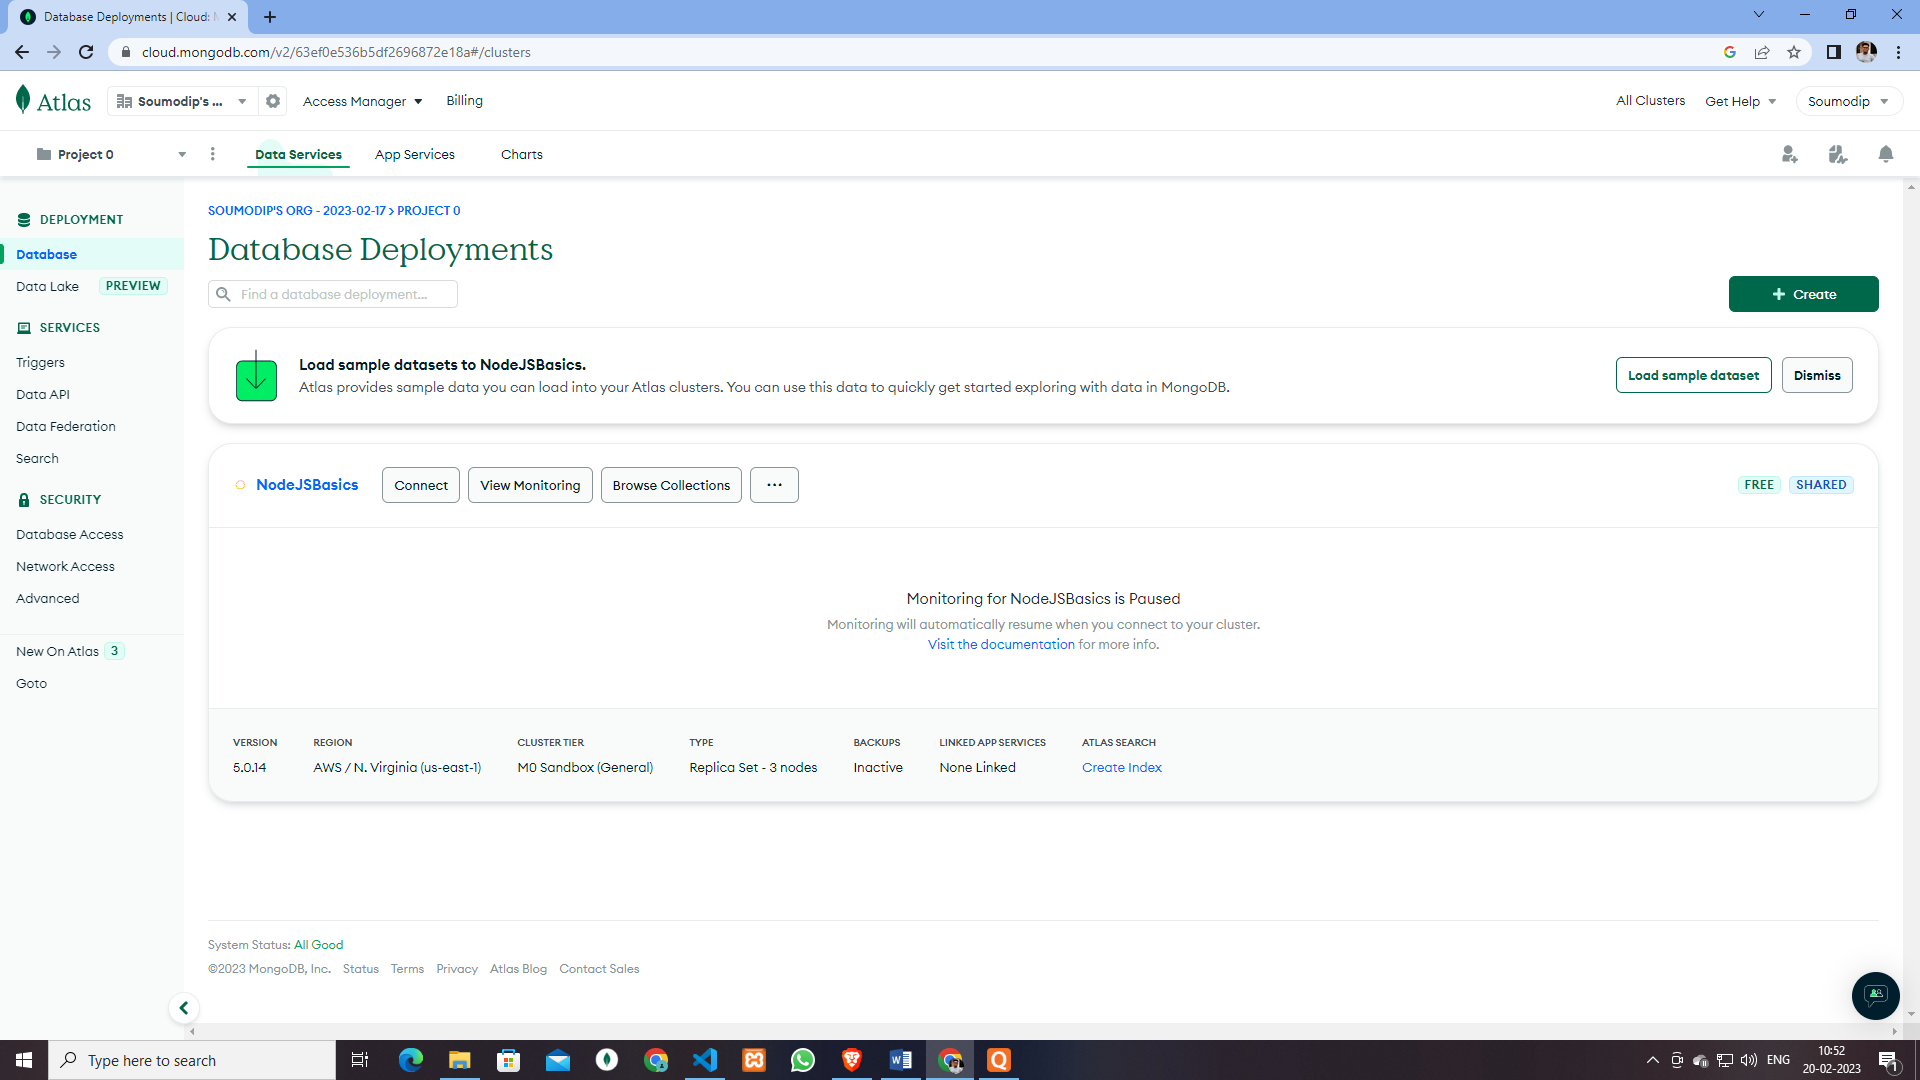 Database Deployments | Cloud:
cloud.mongodb.com/v2/63ef0e536b5df2696872e18a#/clusters
Atlas
Soumodip's ...
Access Manager
Billing
All Clusters
Get Help
Soumodip
Project 0
Data Services
App Services
Charts
DEPLOYMENT
Database
Data Lake PREVIEW
SERVICES
Triggers
Data API
Data Federation
Search
SECURITY
Database Access
Network Access
Advanced
New On Atlas 3
Goto
SOUMODIP'S ORG - 2023-02-17 > PROJECT 0
Database Deployments
Find a database deployment...
+ Create
Load sample datasets to NodeJSBasics.
Atlas provides sample data you can load into your Atlas clusters. You can use this data to quickly get started exploring with data in MongoDB.
Load sample dataset
Dismiss
NodeJSBasics
Connect
View Monitoring
Browse Collections
...
FREE
SHARED
Monitoring for NodeJSBasics is Paused
Monitoring will automatically resume when you connect to your cluster.
Visit the documentation for more info.
VERSION
5.0.14
REGION
AWS / N. Virginia (us-east-1)
CLUSTER TIER
M0 Sandbox (General)
TYPE
Replica Set - 3 nodes
BACKUPS
Inactive
LINKED APP SERVICES
None Linked
ATLAS SEARCH
Create Index
System Status: All Good
©2023 MongoDB, Inc. Status Terms Privacy Atlas Blog Contact Sales
Type here to search
ENG
10:52
20-02-2023
1